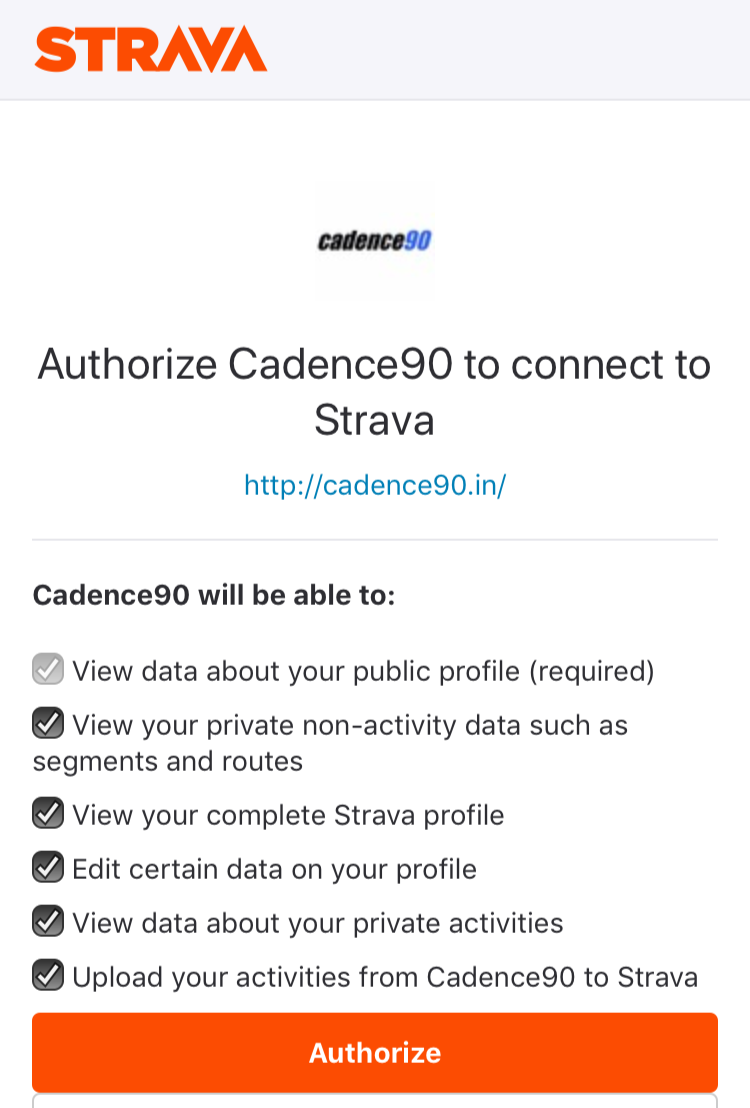 STRAVA
cadence90
Authorize Cadence90 to connect to
Strava
http://cadence90.in/
Cadence90 will be able to:
View data about your public profile (required)
View your private non-activity data such as
segments and routes
View your complete Strava profile
Edit certain data on your profile
View data about your private activities
Upload your activities from Cadence90 to Strava
Authorize